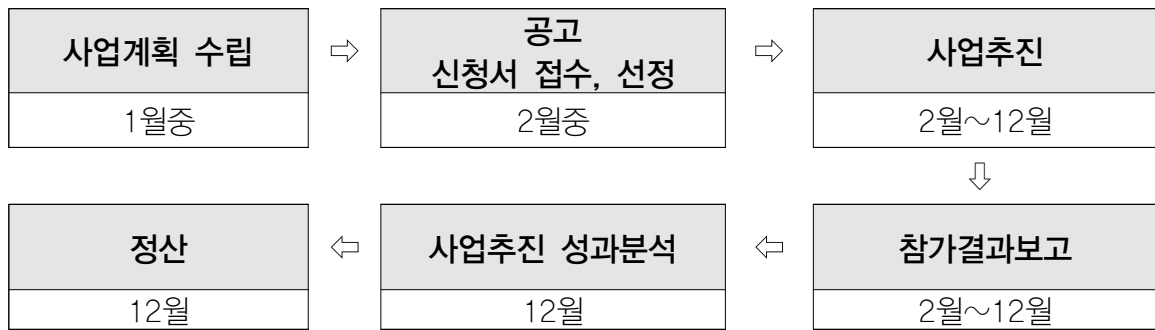 사업계획 수립
⇨
공고
신청서 접수, 선정
⇨
사업추진
1월중
2월중
2월～12월
⇩
정산
⇦
사업추진 성과분석
⇦
참가결과보고
12월
12월
2월～12월